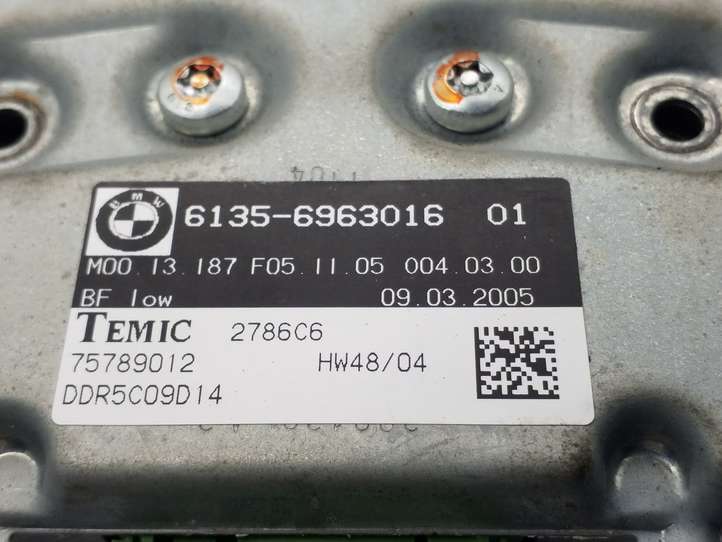 BMW
6135-6963016 01
M00.13.187 F05.11.05 004.03.00
BF low 09.03.2005
TEMIC 2786C6
75789012 HW48/04
DDR5C09D14